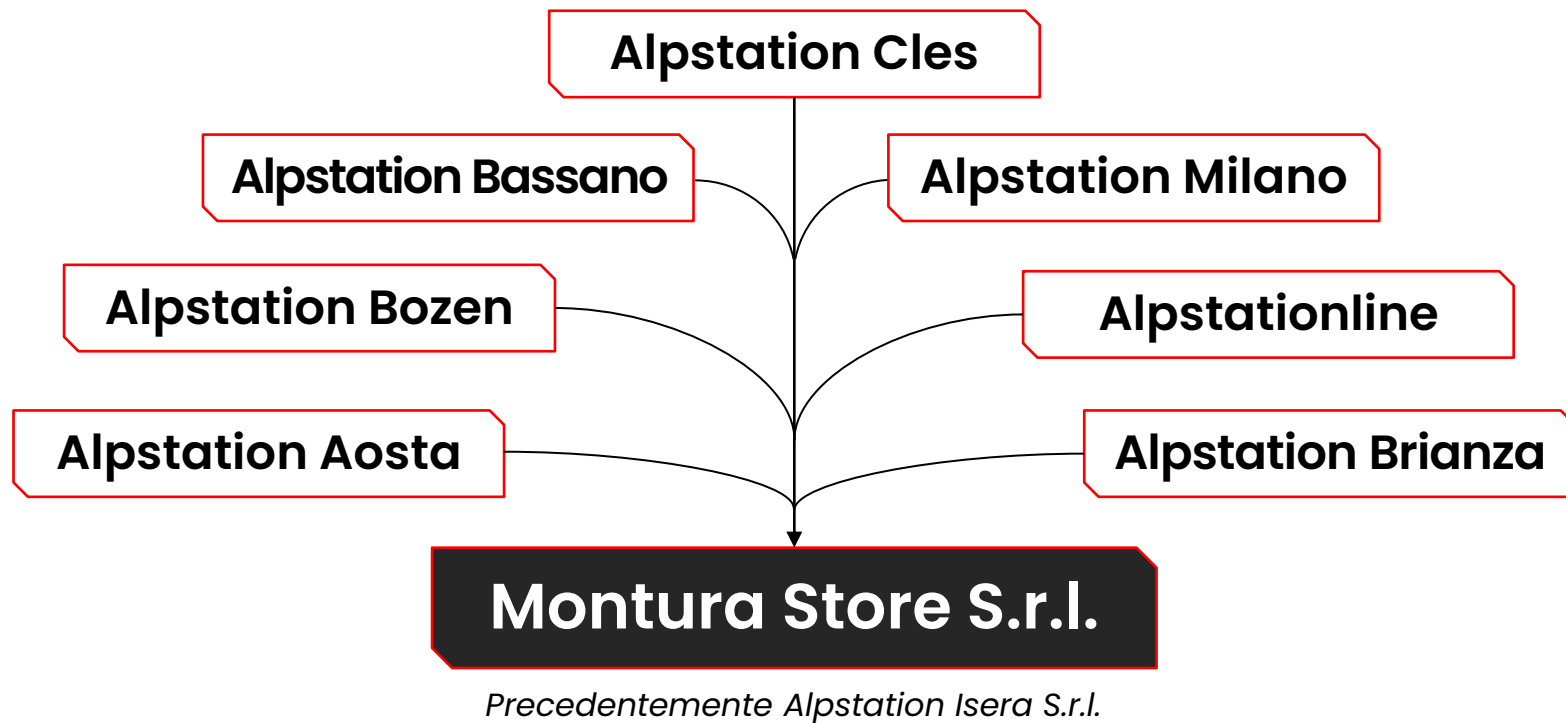 Alpstation Cles
Alpstation Bassano
Alpstation Milano
Alpstation Bozen
Alpstationline
Alpstation Aosta
Alpstation Brianza
Montura Store S.r.l.
Precedentemente Alpstation Isera S.r.l.